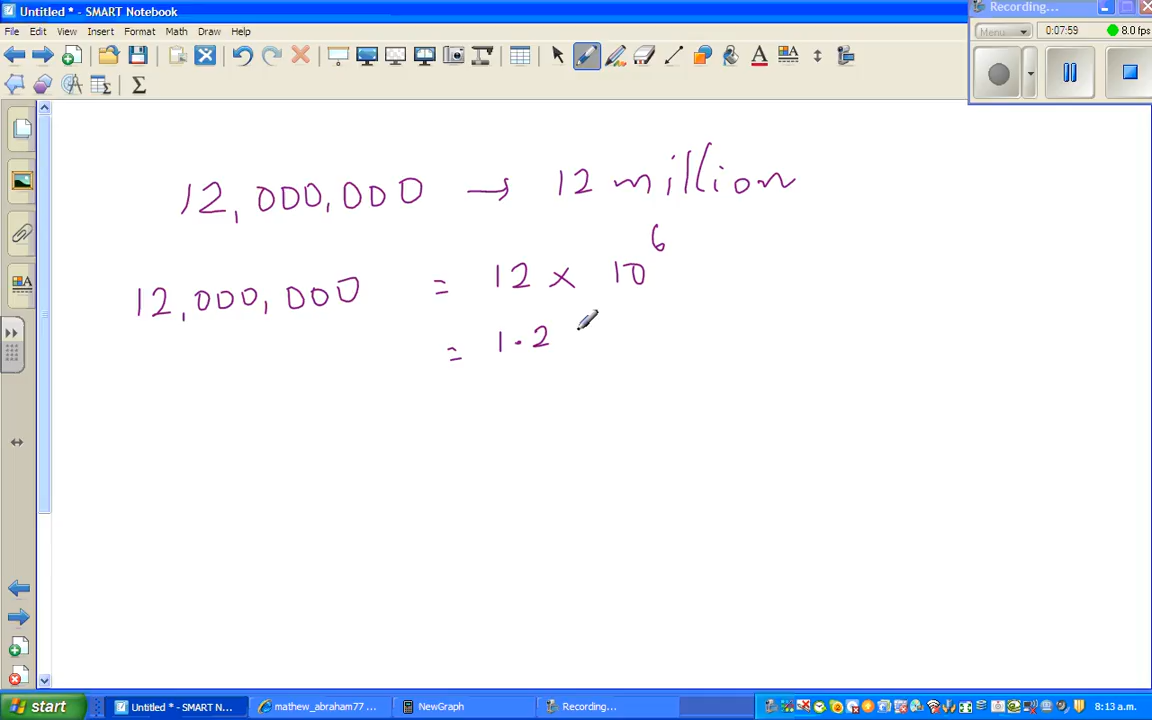 Untitled * - SMART Notebook
Recording...
File Edit View Insert Format Math Draw Help
Menu
0:07:59
8.0 fps
12,000,000 → 12 million
12,000,000 = 12 × 10⁶
= 1.2
start
Untitled * - SMART N...
mathew_abraham77 ...
NewGraph
Recording...
8:13 a.m.